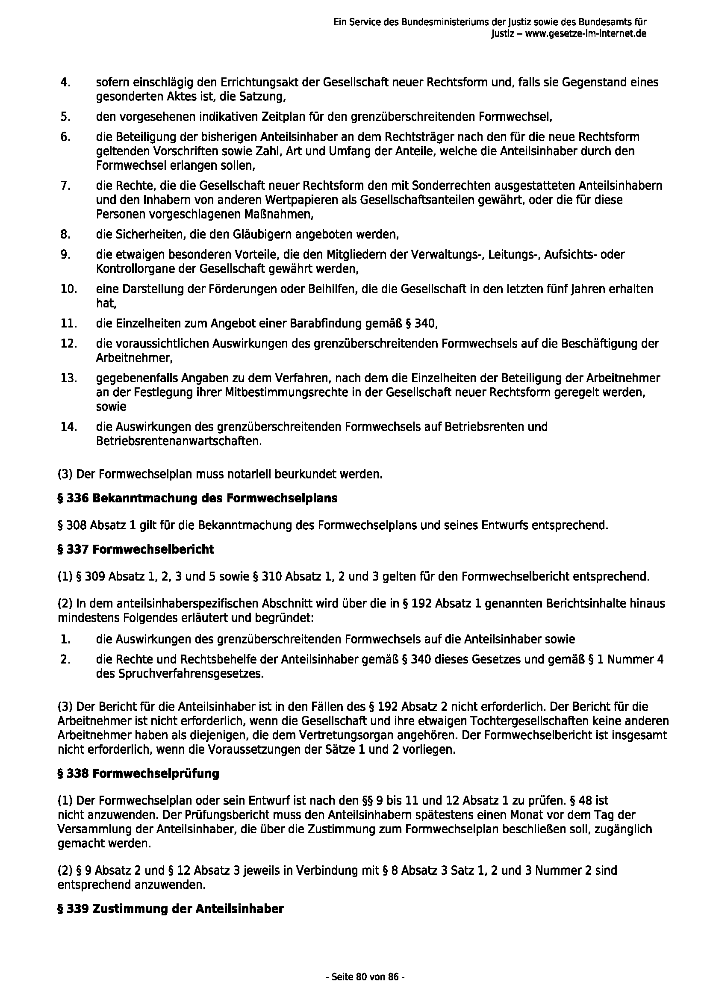 Ein Service des Bundesministeriums der Justiz sowie des Bundesamts für
Justiz – www.gesetze-im-internet.de
4. sofern einschlägig den Errichtungsakt der Gesellschaft neuer Rechtsform und, falls sie Gegenstand eines
gesonderten Aktes ist, die Satzung,
5. den vorgesehenen indikativen Zeitplan für den grenzüberschreitenden Formwechsel,
6. die Beteiligung der bisherigen Anteilsinhaber an dem Rechtsträger nach den für die neue Rechtsform
geltenden Vorschriften sowie Zahl, Art und Umfang der Anteile, welche die Anteilsinhaber durch den
Formwechsel erlangen sollen,
7. die Rechte, die die Gesellschaft neuer Rechtsform den mit Sonderrechten ausgestatteten Anteilsinhabern
und den Inhabern von anderen Wertpapieren als Gesellschaftsanteilen gewährt, oder die für diese
Personen vorgeschlagenen Maßnahmen,
8. die Sicherheiten, die den Gläubigern angeboten werden,
9. die etwaigen besonderen Vorteile, die den Mitgliedern der Verwaltungs-, Leitungs-, Aufsichts- oder
Kontrollorgane der Gesellschaft gewährt werden,
10. eine Darstellung der Förderungen oder Beihilfen, die die Gesellschaft in den letzten fünf Jahren erhalten
hat,
11. die Einzelheiten zum Angebot einer Barabfindung gemäß § 340,
12. die voraussichtlichen Auswirkungen des grenzüberschreitenden Formwechsels auf die Beschäftigung der
Arbeitnehmer,
13. gegebenenfalls Angaben zu dem Verfahren, nach dem die Einzelheiten der Beteiligung der Arbeitnehmer
an der Festlegung ihrer Mitbestimmungsrechte in der Gesellschaft neuer Rechtsform geregelt werden,
sowie
14. die Auswirkungen des grenzüberschreitenden Formwechsels auf Betriebsrenten und
Betriebsrentenanwartschaften.
(3) Der Formwechselplan muss notariell beurkundet werden.
§ 336 Bekanntmachung des Formwechselplans
§ 308 Absatz 1 gilt für die Bekanntmachung des Formwechselplans und seines Entwurfs entsprechend.
§ 337 Formwechselbericht
(1) § 309 Absatz 1, 2, 3 und 5 sowie § 310 Absatz 1, 2 und 3 gelten für den Formwechselbericht entsprechend.
(2) In dem anteilsinhaberspezifischen Abschnitt wird über die in § 192 Absatz 1 genannten Berichtsinhalte hinaus
mindestens Folgendes erläutert und begründet:
1. die Auswirkungen des grenzüberschreitenden Formwechsels auf die Anteilsinhaber sowie
2. die Rechte und Rechtsbehelfe der Anteilsinhaber gemäß § 340 dieses Gesetzes und gemäß § 1 Nummer 4
des Spruchverfahrensgesetzes.
(3) Der Bericht für die Anteilsinhaber ist in den Fällen des § 192 Absatz 2 nicht erforderlich. Der Bericht für die
Arbeitnehmer ist nicht erforderlich, wenn die Gesellschaft und ihre etwaigen Tochtergesellschaften keine anderen
Arbeitnehmer haben als diejenigen, die dem Vertretungsorgan angehören. Der Formwechselbericht ist insgesamt
nicht erforderlich, wenn die Voraussetzungen der Sätze 1 und 2 vorliegen.
§ 338 Formwechselprüfung
(1) Der Formwechselplan oder sein Entwurf ist nach den §§ 9 bis 11 und 12 Absatz 1 zu prüfen. § 48 ist
nicht anzuwenden. Der Prüfungsbericht muss den Anteilsinhabern spätestens einen Monat vor dem Tag der
Versammlung der Anteilsinhaber, die über die Zustimmung zum Formwechselplan beschließen soll, zugänglich
gemacht werden.
(2) § 9 Absatz 2 und § 12 Absatz 3 jeweils in Verbindung mit § 8 Absatz 3 Satz 1, 2 und 3 Nummer 2 sind
entsprechend anzuwenden.
§ 339 Zustimmung der Anteilsinhaber
- Seite 80 von 86 -